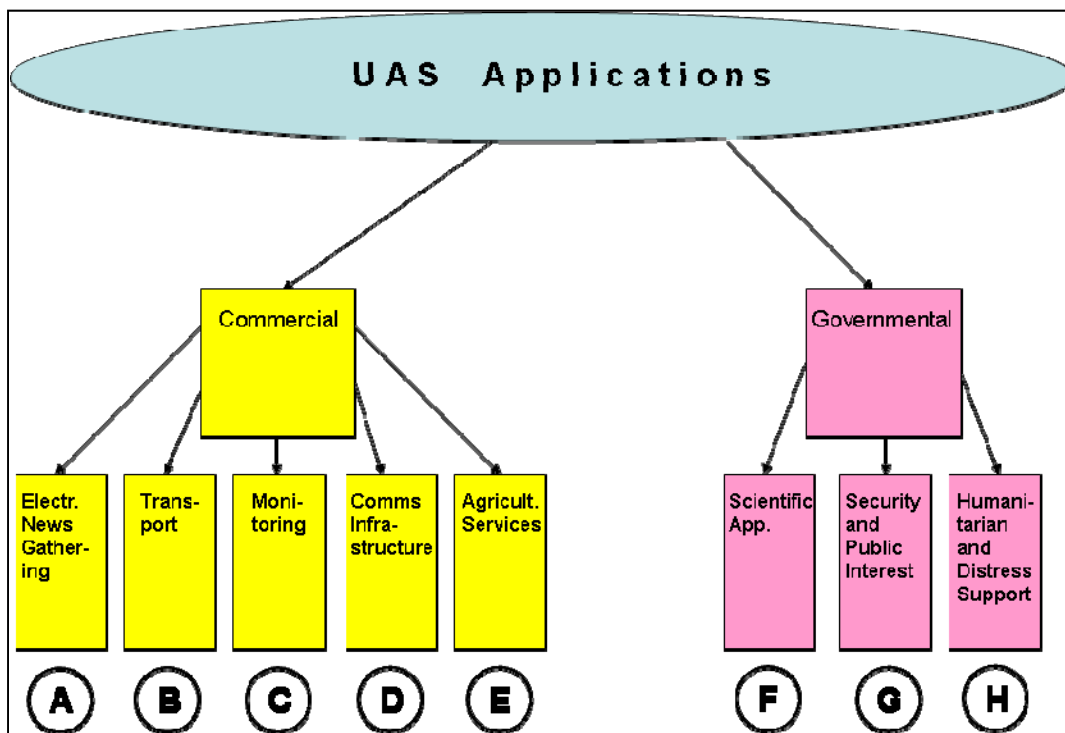 UAS Applications
Commercial
Governmental
Electr.
News
Gather-
ing
Trans-
port
Moni-
toring
Comms
Infra-
structure
Agricult.
Services
Scientific
App.
Security
and
Public
Interest
Humani-
tarian
and
Distress
Support
A
B
C
D
E
F
G
H